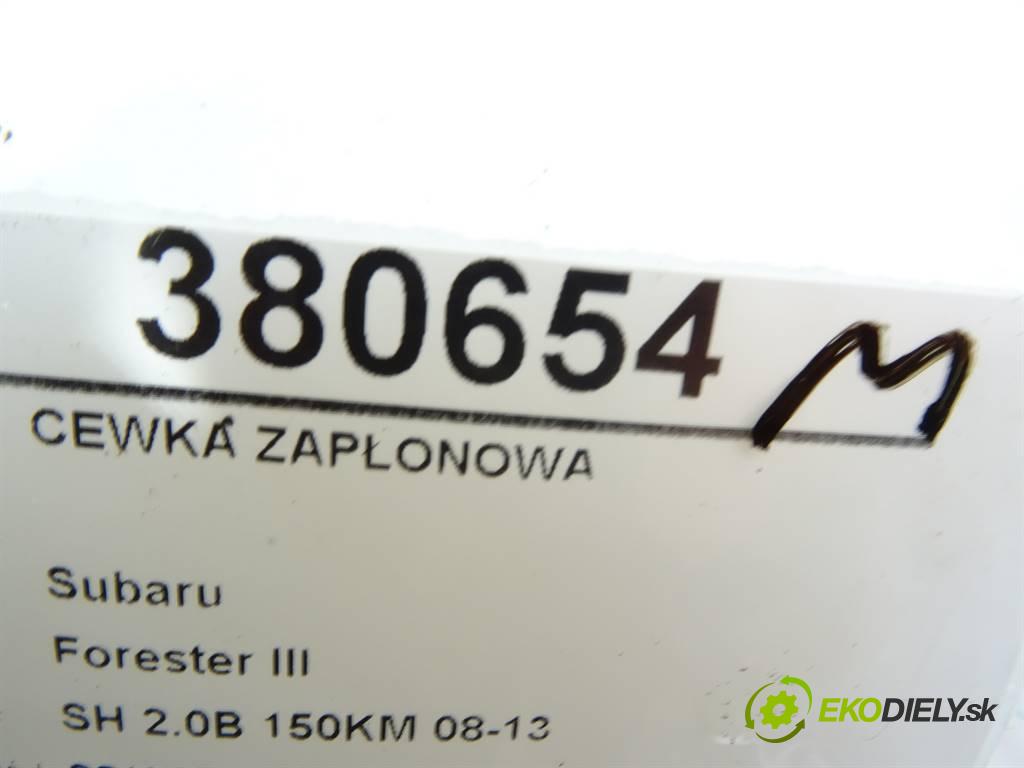 380654 M
CEWKA ZAPŁONOWA
Subaru
Forester III
SH 2.0B 150KM 08-13
EKODIELY.sk